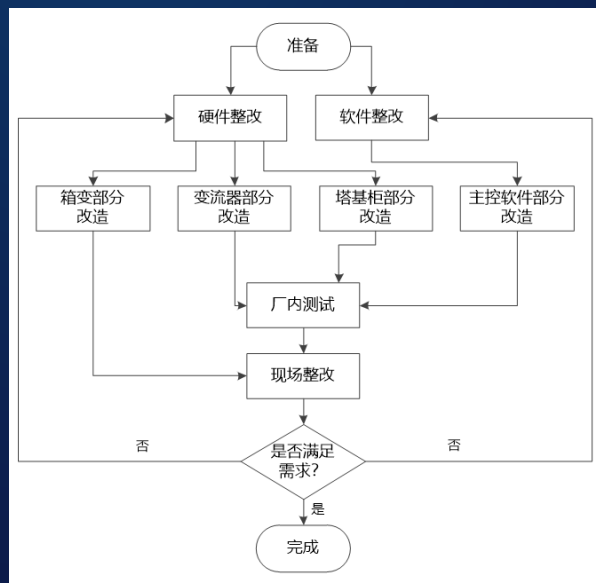 准备
硬件整改
软件整改
箱变部分
改造
变流器部分
改造
塔基柜部分
改造
主控软件部分
改造
厂内测试
现场整改
否
是否满足
需求?
否
是
完成